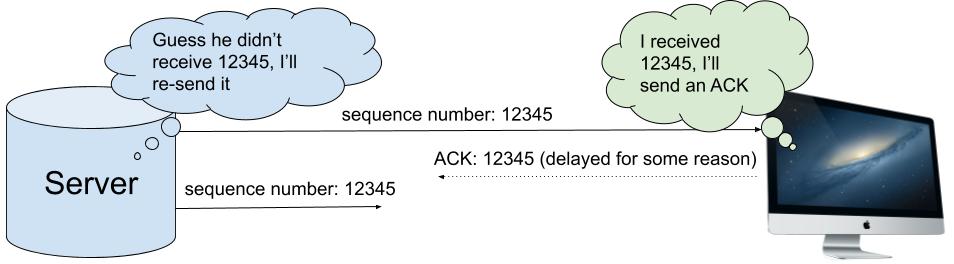 Guess he didn't
receive 12345, I'll
re-send it
I received
12345, I'll
send an ACK
sequence number: 12345
ACK: 12345 (delayed for some reason)
Server
sequence number: 12345